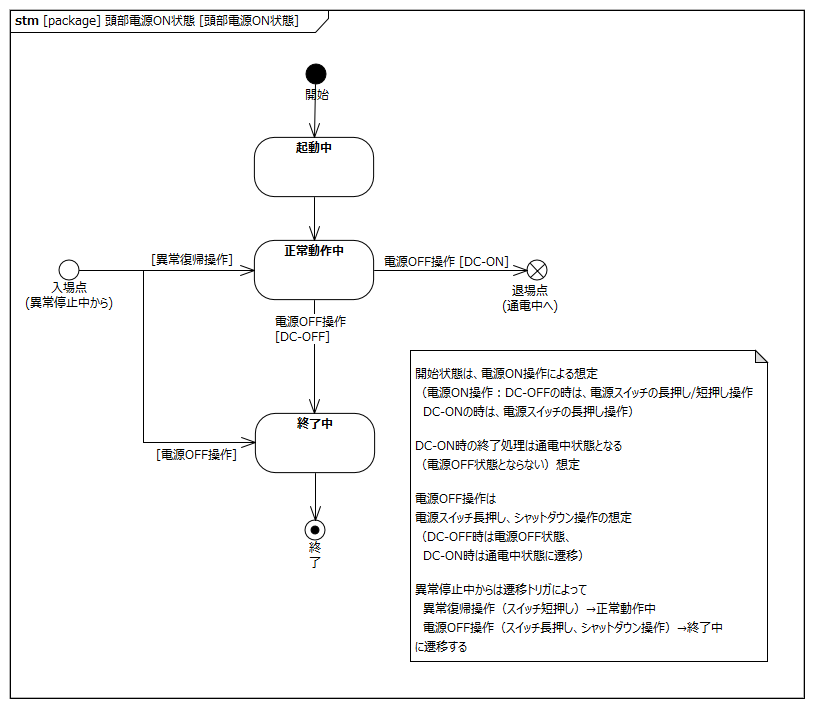 stm [package] 頭部電源ON状態 [頭部電源ON状態]
開始
起動中
[異常復帰操作]
正常動作中
電源OFF操作 [DC-ON]
入場点
(異常停止中から)
退場点
(通電中へ)
電源OFF操作
[DC-OFF]
終了中
[電源OFF操作]
終
了
開始状態は、電源ON操作による想定
（電源ON操作：DC-OFFの時は、電源スイッチの長押し/短押し操作
DC-ONの時は、電源スイッチの長押し操作）
DC-ON時の終了処理は通電中状態となる
（電源OFF状態とならない）想定
電源OFF操作は
電源スイッチ長押し、シャットダウン操作の想定
（DC-OFF時は電源OFF状態、
DC-ON時は通電中状態に遷移）
異常停止中からは遷移トリガによって
異常復帰操作（スイッチ短押し）→正常動作中
電源OFF操作（スイッチ長押し、シャットダウン操作）→終了中
に遷移する